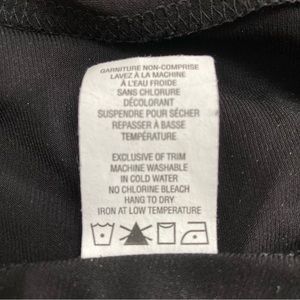 GARNITURE NON-COMPRISE
LAVEZ À LA MACHINE
À L'EAU FROIDE
SANS CHLORURE
DÉCOLORANT
SUSPENDRE POUR SÉCHER
REPASSER À BASSE
TEMPÉRATURE
EXCLUSIVE OF TRIM
MACHINE WASHABLE
IN COLD WATER
NO CHLORINE BLEACH
HANG TO DRY
IRON AT LOW TEMPERATURE